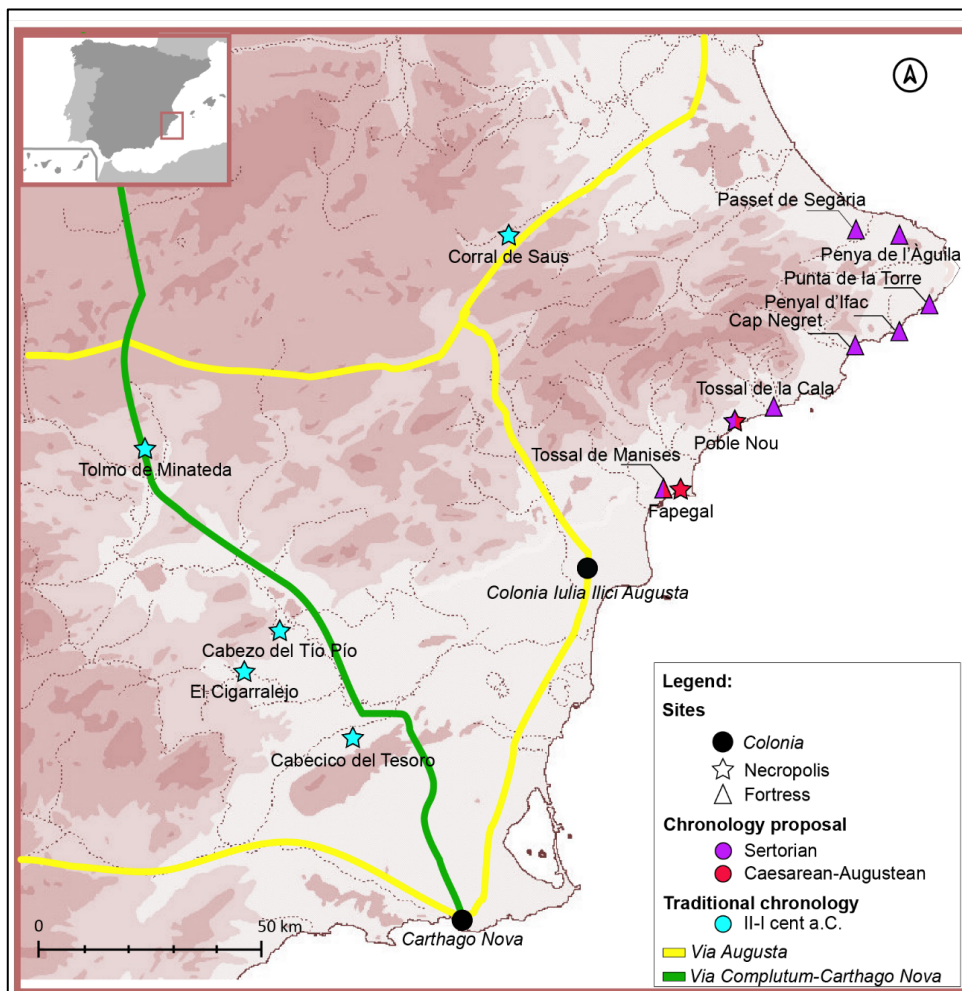 Passet de Segària
Corral de Saus
Penya de l'Àguila
Punta de la Torre
Penyal d'Ifac
Cap Negret
Tossal de la Cala
Poble Nou
Tossal de Manises
Tolmo de Minateda
Fapegal
Colonia Iulia Ilici Augusta
Cabezo del Tío Pío
El Cigarralejo
Cabecico del Tesoro
Carthago Nova
0 50 km
Legend:
Sites
Colonia
Necropolis
Fortress
Chronology proposal
Sertorian
Caesarean-Augustean
Traditional chronology
II-I cent a.C.
Via Augusta
Via Complutum-Carthago Nova